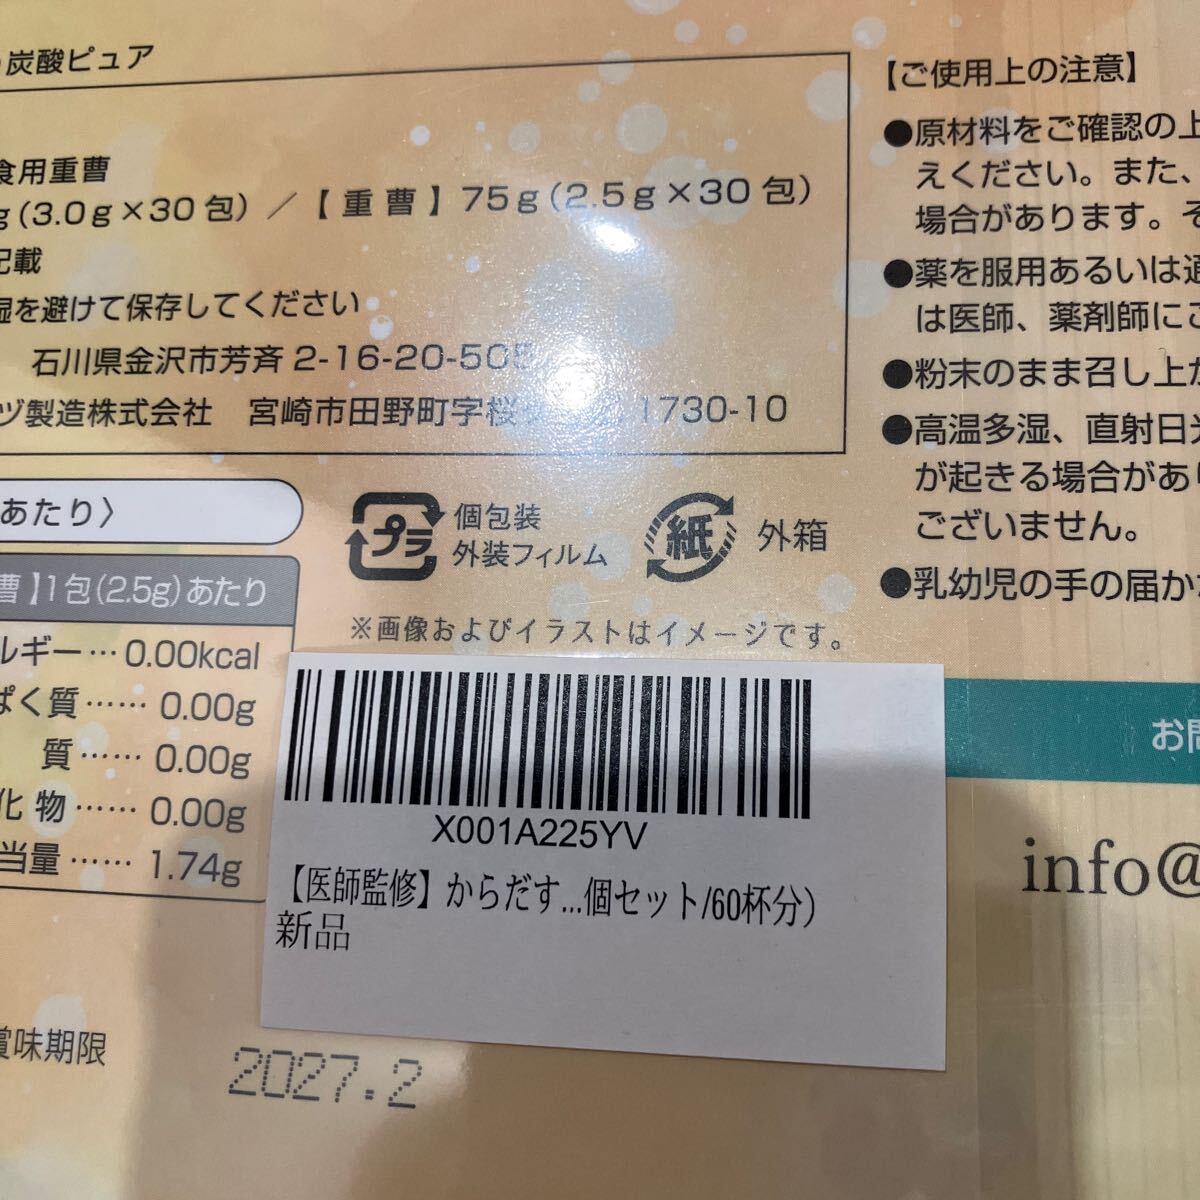 炭酸ピュア
食用重曹
g(3.0g×30包)／【重曹】75g(2.5g×30包)
記載
湿を避けて保存してください
石川県金沢市芳斉2-16-20-505
ツ製造株式会社 宮崎市田野町字桜 1730-10
あたり〉
曹】1包(2.5g)あたり
ルギー…0.00kcal
ぱく質……0.00g
質……0.00g
化物……0.00g
当量……1.74g
賞味期限
2027.2
プラ
個包装
外装フィルム
紙
外箱
※画像およびイラストはイメージです。
X001A225YV
【医師監修】からだす...個セット/60杯分）
新品
【ご使用上の注意】
●原材料をご確認の上
えください。また、
場合があります。そ
●薬を服用あるいは通
は医師、薬剤師にご
●粉末のまま召し上が
●高温多湿、直射日光
が起きる場合があり
ございません。
●乳幼児の手の届か
お問
info@